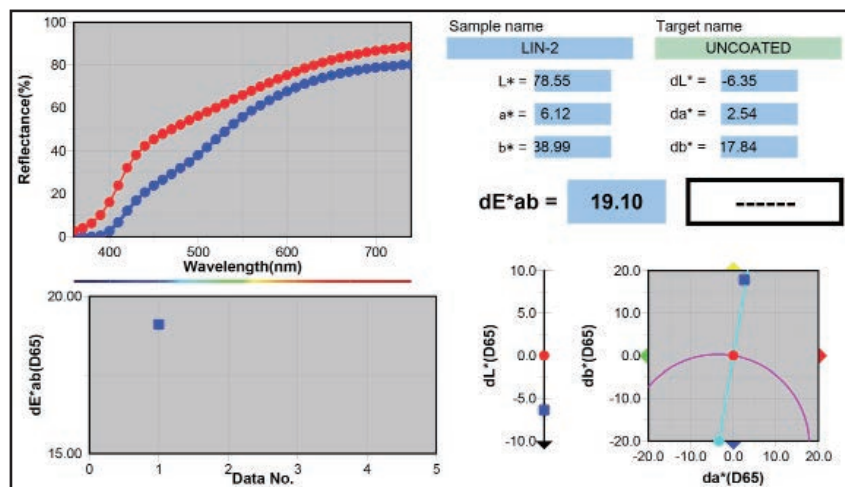 100
80
60
40
20
0
Reflectance(%)
400 500 600 700
Wavelength(nm)
Sample name
LIN-2
L* = 78.55
a* = 6.12
b* = 38.99
Target name
UNCOATED
dL* = -6.35
da* = 2.54
db* = 17.84
dE*ab = 19.10 ------
20.00
15.00
dE*ab(D65)
0 1 2 3 4 5
Data No.
10.0
5.0
0.0
-5.0
-10.0
dL*(D65)
20.0
10.0
0.0
-10.0
-20.0
db*(D65)
-20.0 -10.0 0.0 10.0 20.0
da*(D65)